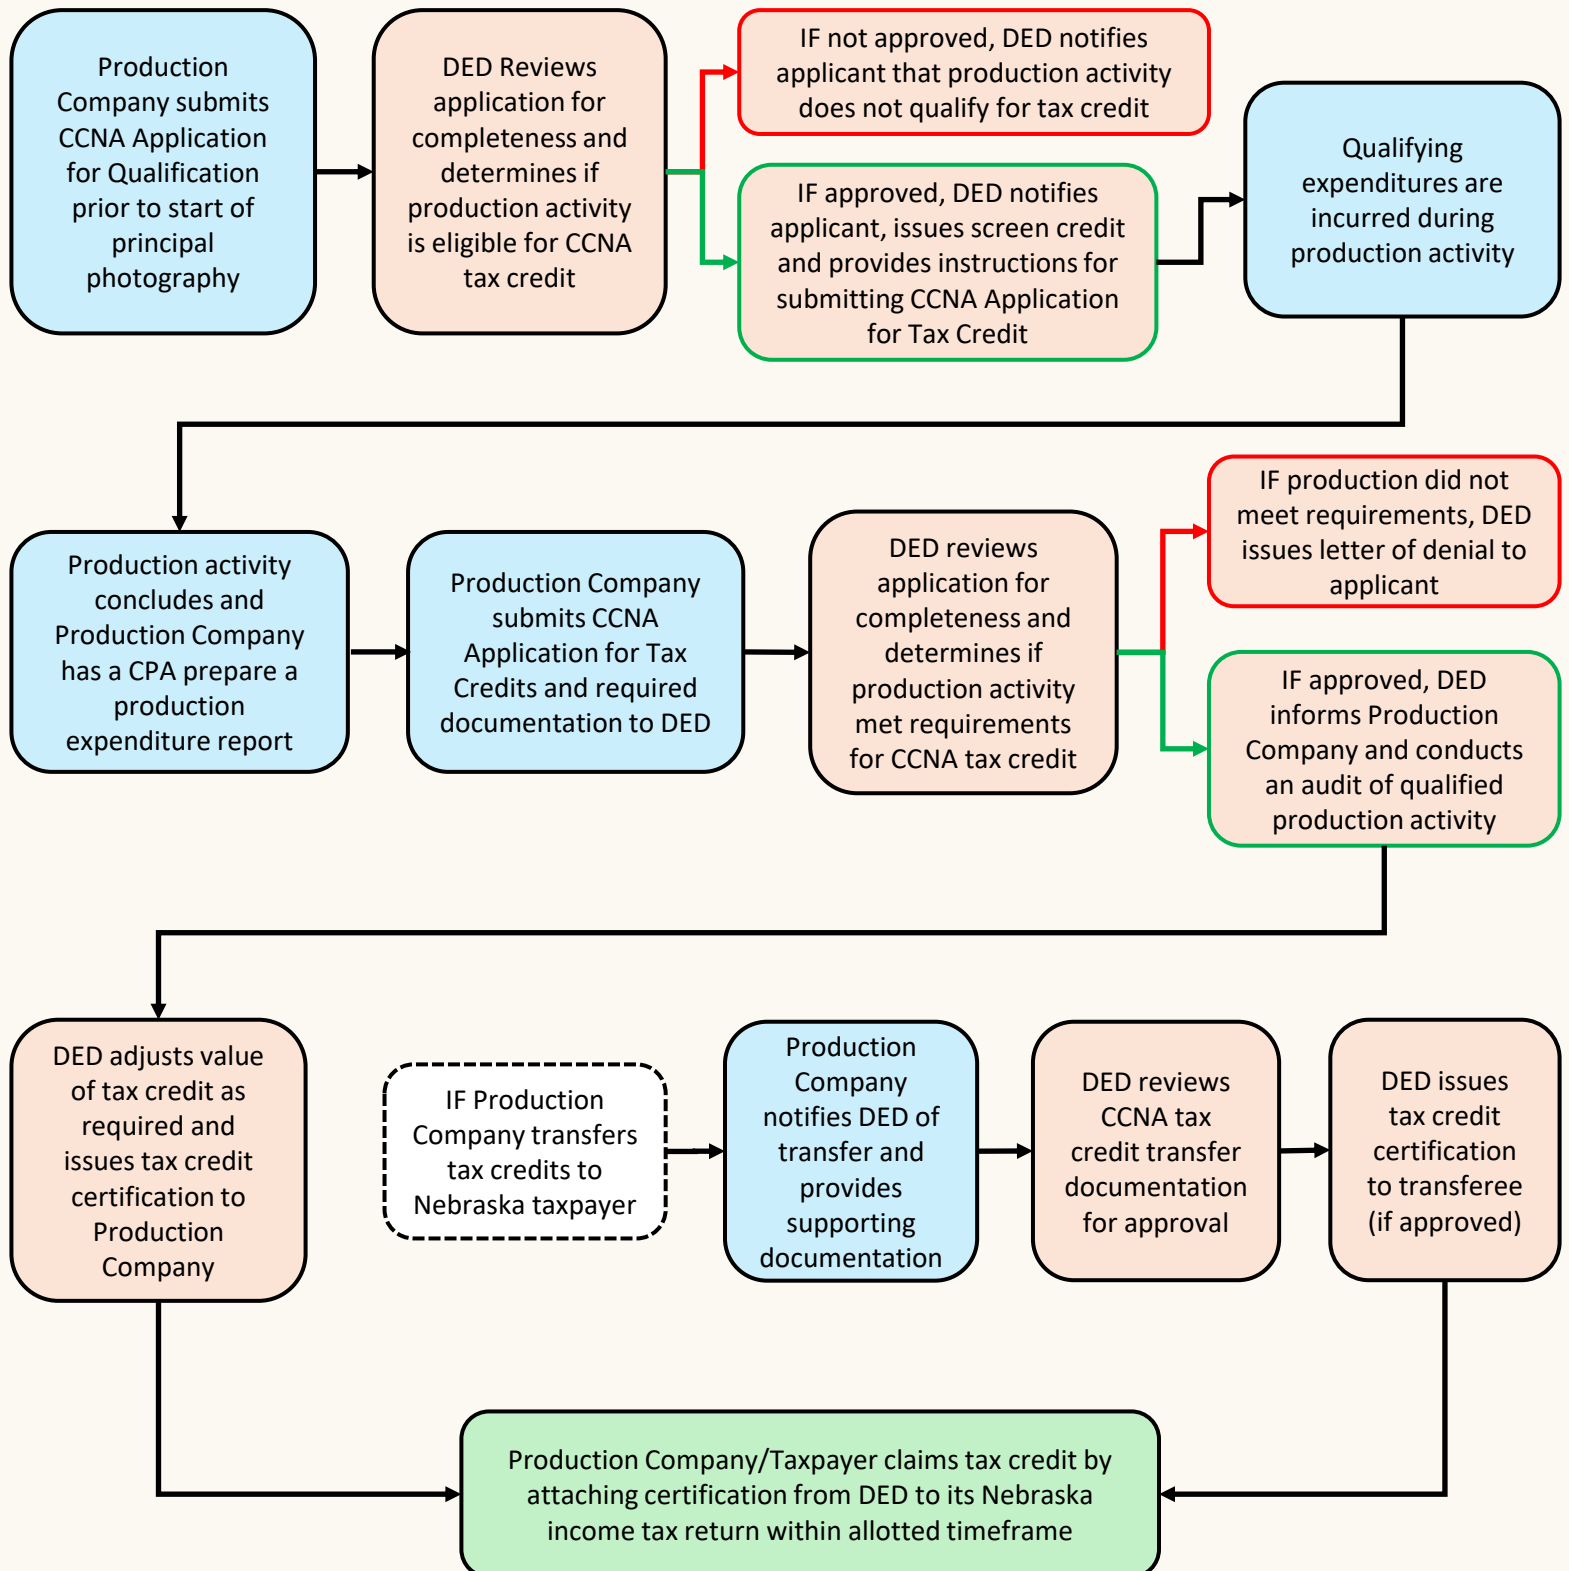 Production
Company submits
CCNA Application
for Qualification
prior to start of
principal
photography
DED Reviews
application for
completeness and
determines if
production activity
is eligible for CCNA
tax credit
IF not approved, DED notifies
applicant that production activity
does not qualify for tax credit
IF approved, DED notifies
applicant, issues screen credit
and provides instructions for
submitting CCNA Application
for Tax Credit
Qualifying
expenditures are
incurred during
production activity
Production activity
concludes and
Production Company
has a CPA prepare a
production
expenditure report
Production Company
submits CCNA
Application for Tax
Credits and required
documentation to DED
DED reviews
application for
completeness and
determines if
production activity
met requirements
for CCNA tax credit
IF production did not
meet requirements, DED
issues letter of denial to
applicant
IF approved, DED
informs Production
Company and conducts
an audit of qualified
production activity
DED adjusts value
of tax credit as
required and
issues tax credit
certification to
Production
Company
IF Production
Company transfers
tax credits to
Nebraska taxpayer
Production
Company
notifies DED of
transfer and
provides
supporting
documentation
DED reviews
CCNA tax
credit transfer
documentation
for approval
DED issues
tax credit
certification
to transferee
(if approved)
Production Company/Taxpayer claims tax credit by
attaching certification from DED to its Nebraska
income tax return within allotted timeframe